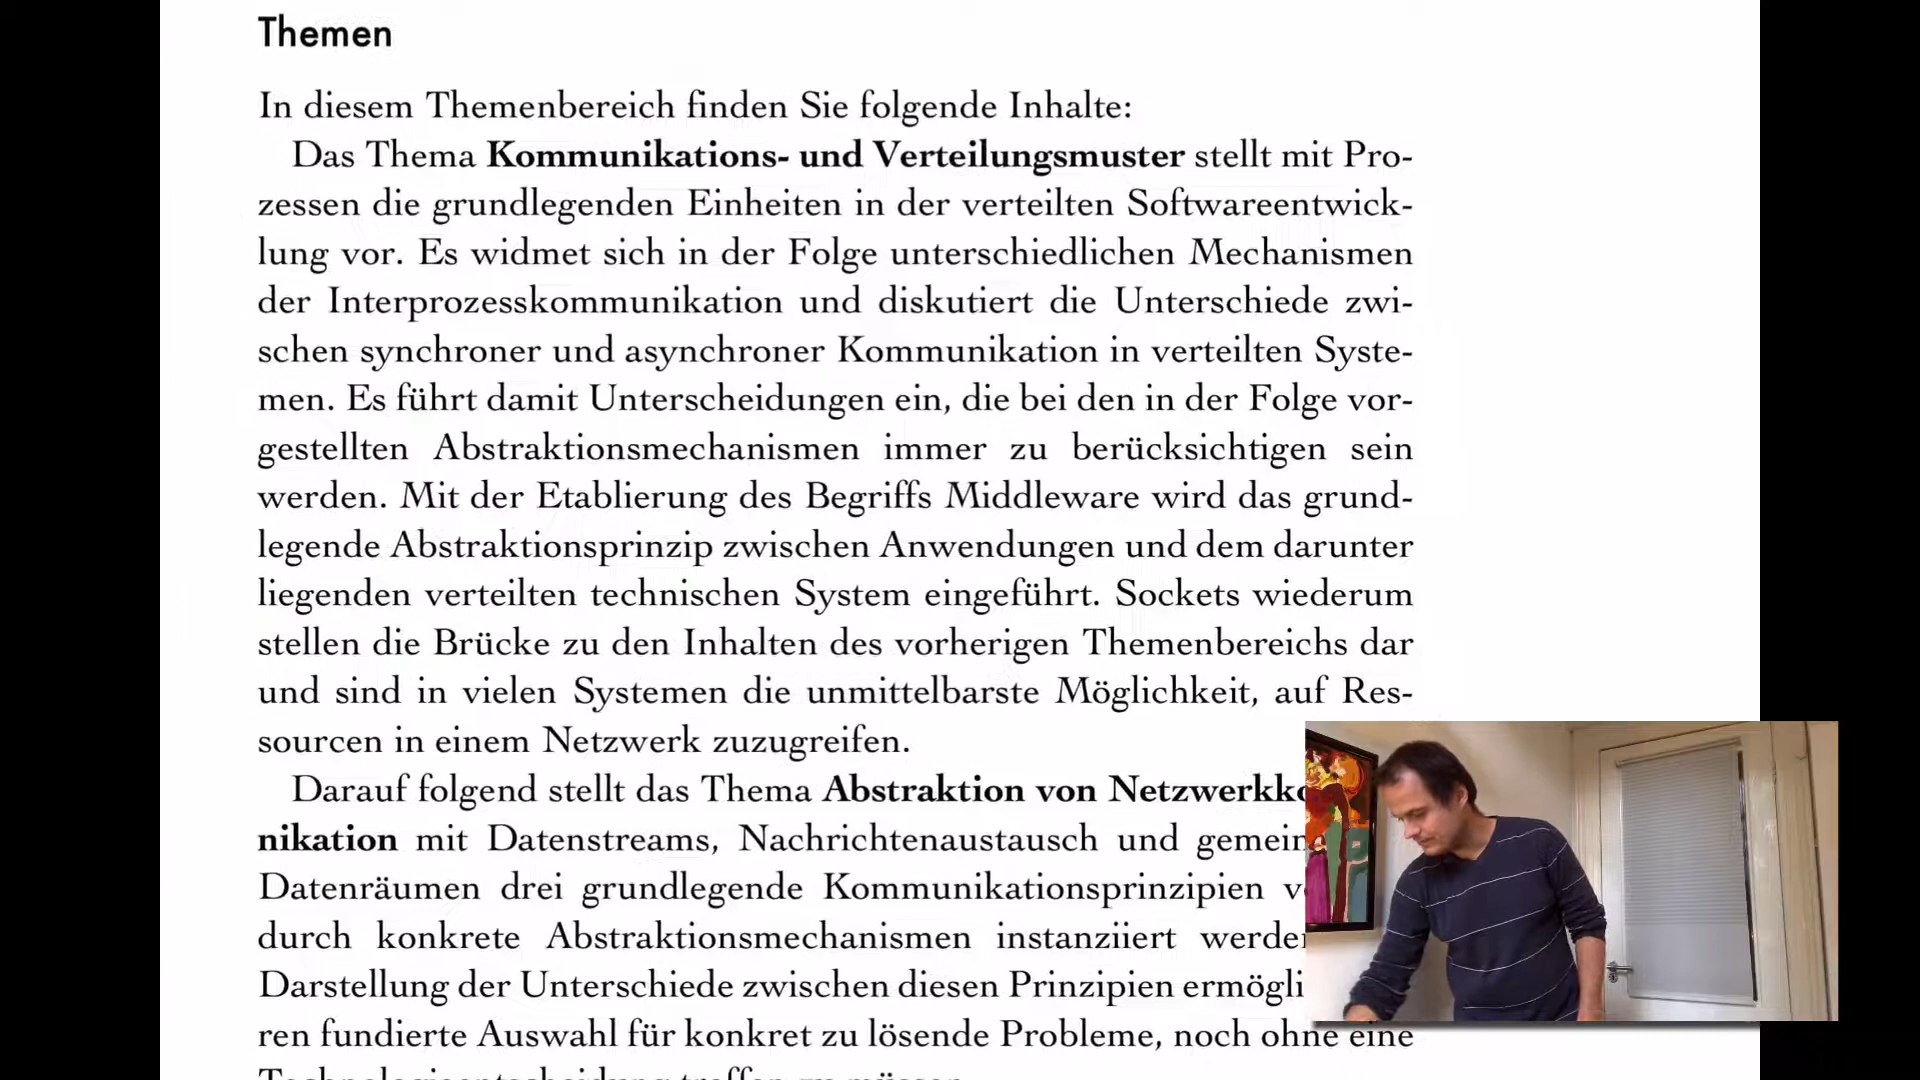 Themen
In diesem Themenbereich finden Sie folgende Inhalte:
Das Thema Kommunikations- und Verteilungsmuster stellt mit Pro-
zessen die grundlegenden Einheiten in der verteilten Softwareentwick-
lung vor. Es widmet sich in der Folge unterschiedlichen Mechanismen
der Interprozesskommunikation und diskutiert die Unterschiede zwi-
schen synchroner und asynchroner Kommunikation in verteilten Syste-
men. Es führt damit Unterscheidungen ein, die bei den in der Folge vor-
gestellten Abstraktionsmechanismen immer zu berücksichtigen sein
werden. Mit der Etablierung des Begriffs Middleware wird das grund-
legende Abstraktionsprinzip zwischen Anwendungen und dem darunter
liegenden verteilten technischen System eingeführt. Sockets wiederum
stellen die Brücke zu den Inhalten des vorherigen Themenbereichs dar
und sind in vielen Systemen die unmittelbarste Möglichkeit, auf Res-
sourcen in einem Netzwerk zuzugreifen.
Darauf folgend stellt das Thema Abstraktion von
nikation mit Datenstreams, Nachrichtenaustausch und
Datenräumen drei grundlegende Kommunikationsprinzipien
durch konkrete Abstraktionsmechanismen instanziiert
Darstellung der Unterschiede zwischen diesen Prinzipien
ren fundierte Auswahl für konkret zu lösende Probleme, noch ohne eine